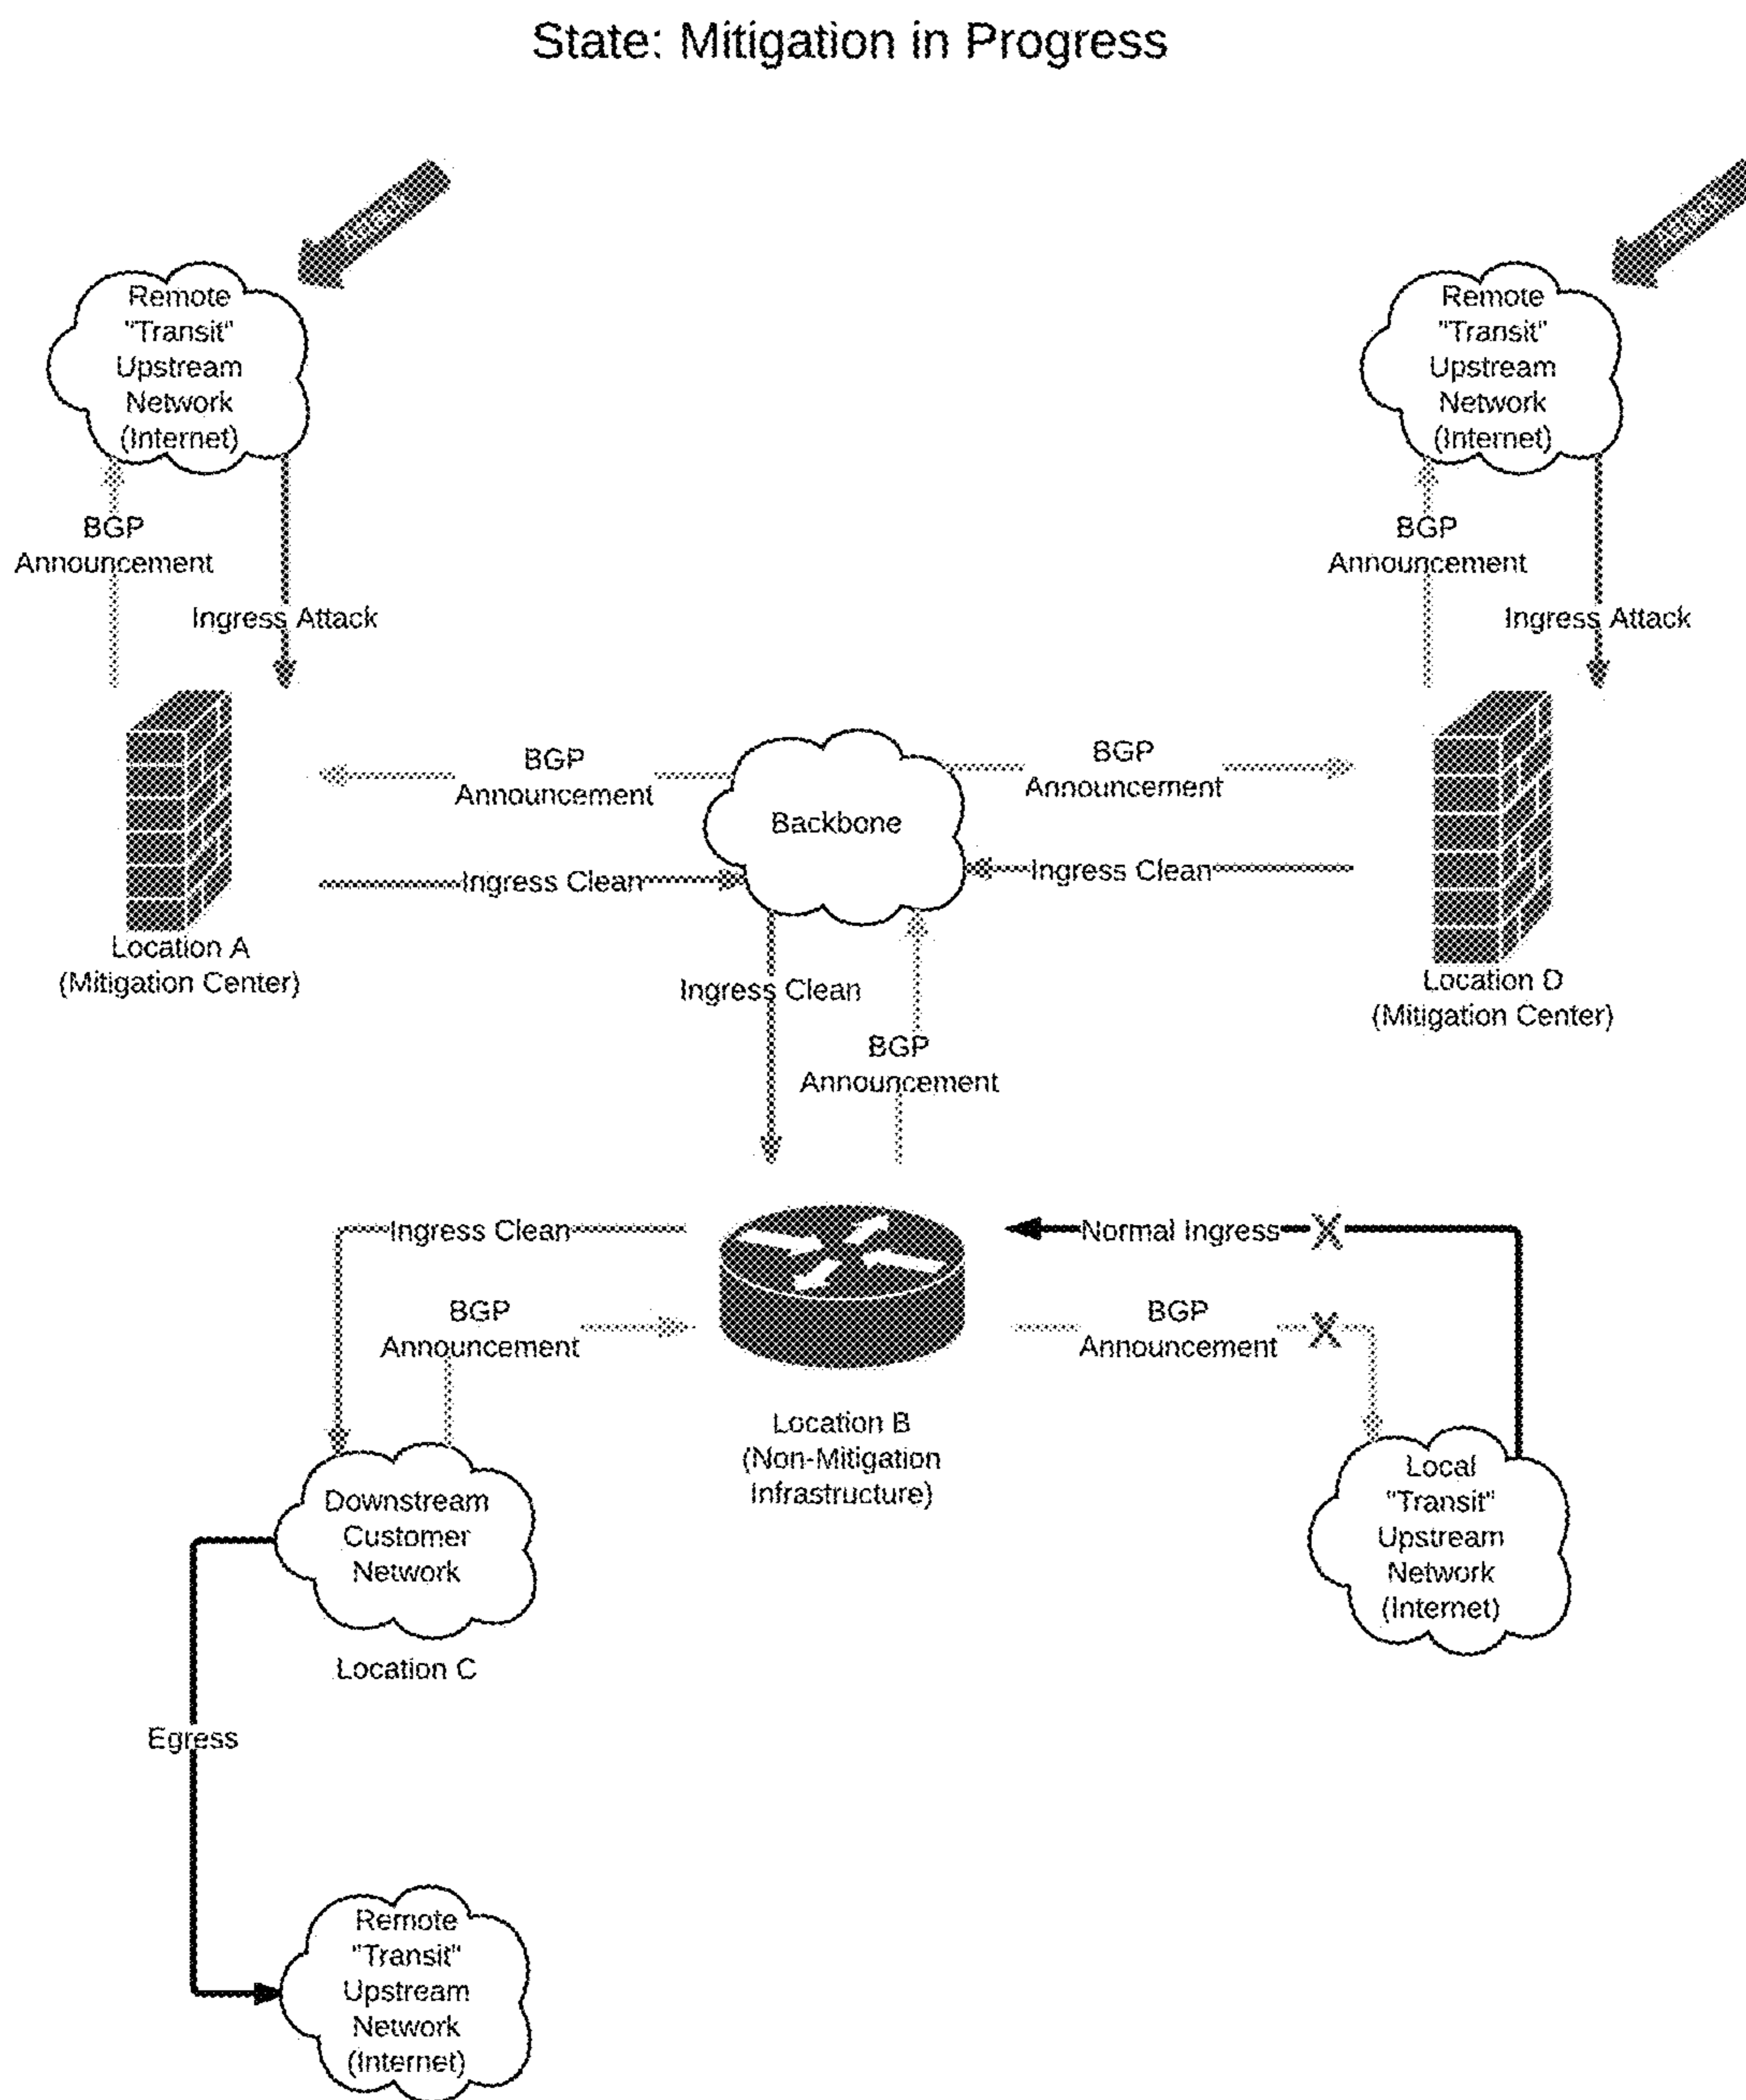 State: Mitigation in Progress
Remote
"Transit"
Upstream
Network
(Internet)
Remote
"Transit"
Upstream
Network
(Internet)
BGP
Announcement
Ingress Attack
BGP
Announcement
Ingress Attack
BGP
Announcement
BGP
Announcement
Backbone
Ingress Clean
Ingress Clean
Location A
(Mitigation Center)
Location D
(Mitigation Center)
Ingress Clean
BGP
Announcement
Ingress Clean
Normal Ingress
X
BGP
Announcement
BGP
Announcement
X
Location B
(Non-Mitigation
Infrastructure)
Downstream
Customer
Network
Location C
Local
"Transit"
Upstream
Network
(Internet)
Egress
Remote
"Transit"
Upstream
Network
(Internet)